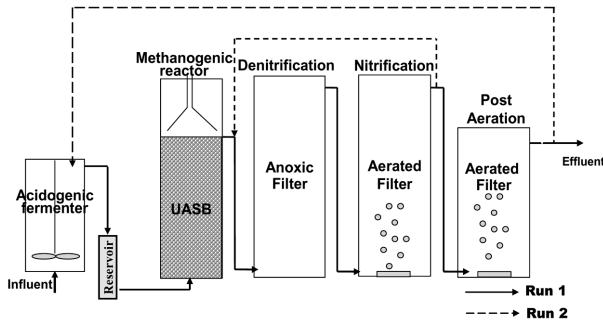 Methanogenic
reactor
Denitrification
Nitrification
Post
Aeration
Acidogenic
fermenter
Reservoir
UASB
Anoxic
Filter
Aerated
Filter
Aerated
Filter
Effluent
Influent
Run 1
Run 2